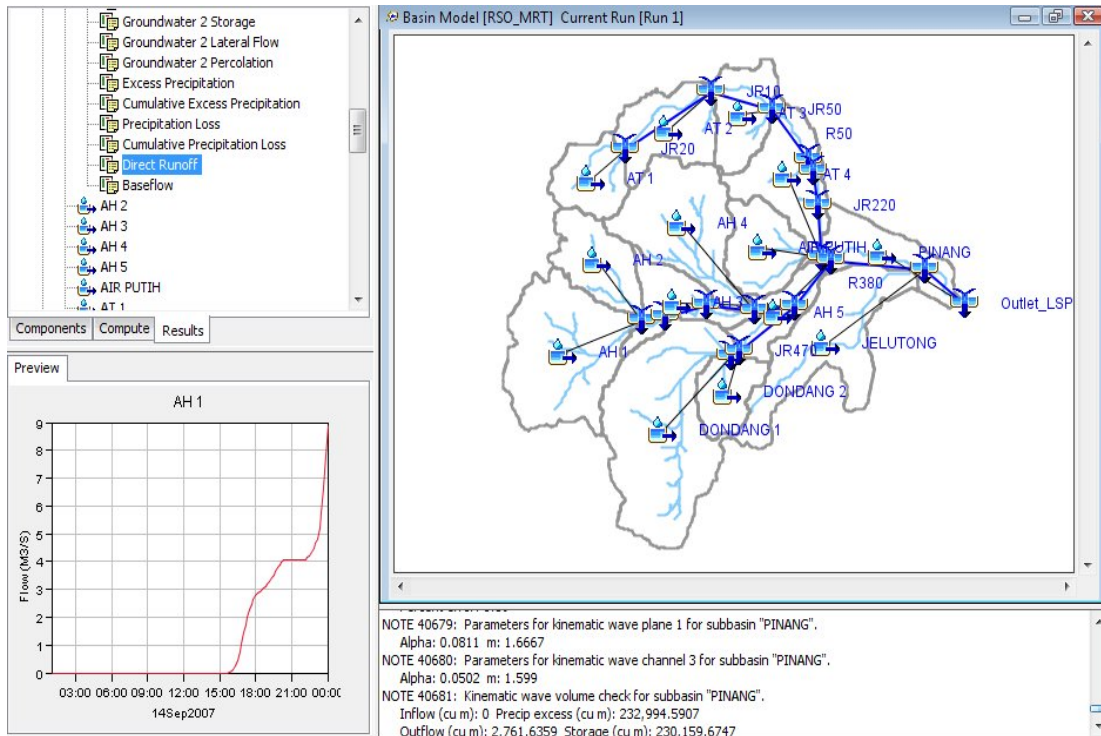 Groundwater 2 Storage
Groundwater 2 Lateral Flow
Groundwater 2 Percolation
Excess Precipitation
Cumulative Excess Precipitation
Precipitation Loss
Cumulative Precipitation Loss
Direct Runoff
Baseflow
AH 2
AH 3
AH 4
AH 5
AIR PUTIH
AT 1
Components Compute Results
Preview
AH 1
Flow (M3/S)
9
8
7
6
5
4
3
2
1
0
03:00 06:00 09:00 12:00 15:00 18:00 21:00 00:0
14Sep2007
Basin Model [RSO_MRT] Current Run [Run 1]
JR10
AT 3
JR50
AT 2
R50
JR20
AT 1
AT 4
JR220
AH 4
AIR PUTIH
PINANG
AH 2
R380
Outlet_LSP
AH 3
AH 5
AH 1
JR470
JELUTONG
DONDANG 2
DONDANG 1
NOTE 40679: Parameters for kinematic wave plane 1 for subbasin "PINANG".
Alpha: 0.0811 m: 1.6667
NOTE 40680: Parameters for kinematic wave channel 3 for subbasin "PINANG".
Alpha: 0.0502 m: 1.599
NOTE 40681: Kinematic wave volume check for subbasin "PINANG".
Inflow (cu m): 0 Precip excess (cu m): 232,994.5907
Outflow (cu m): 2,761.6359 Storage (cu m): 230,159.6747